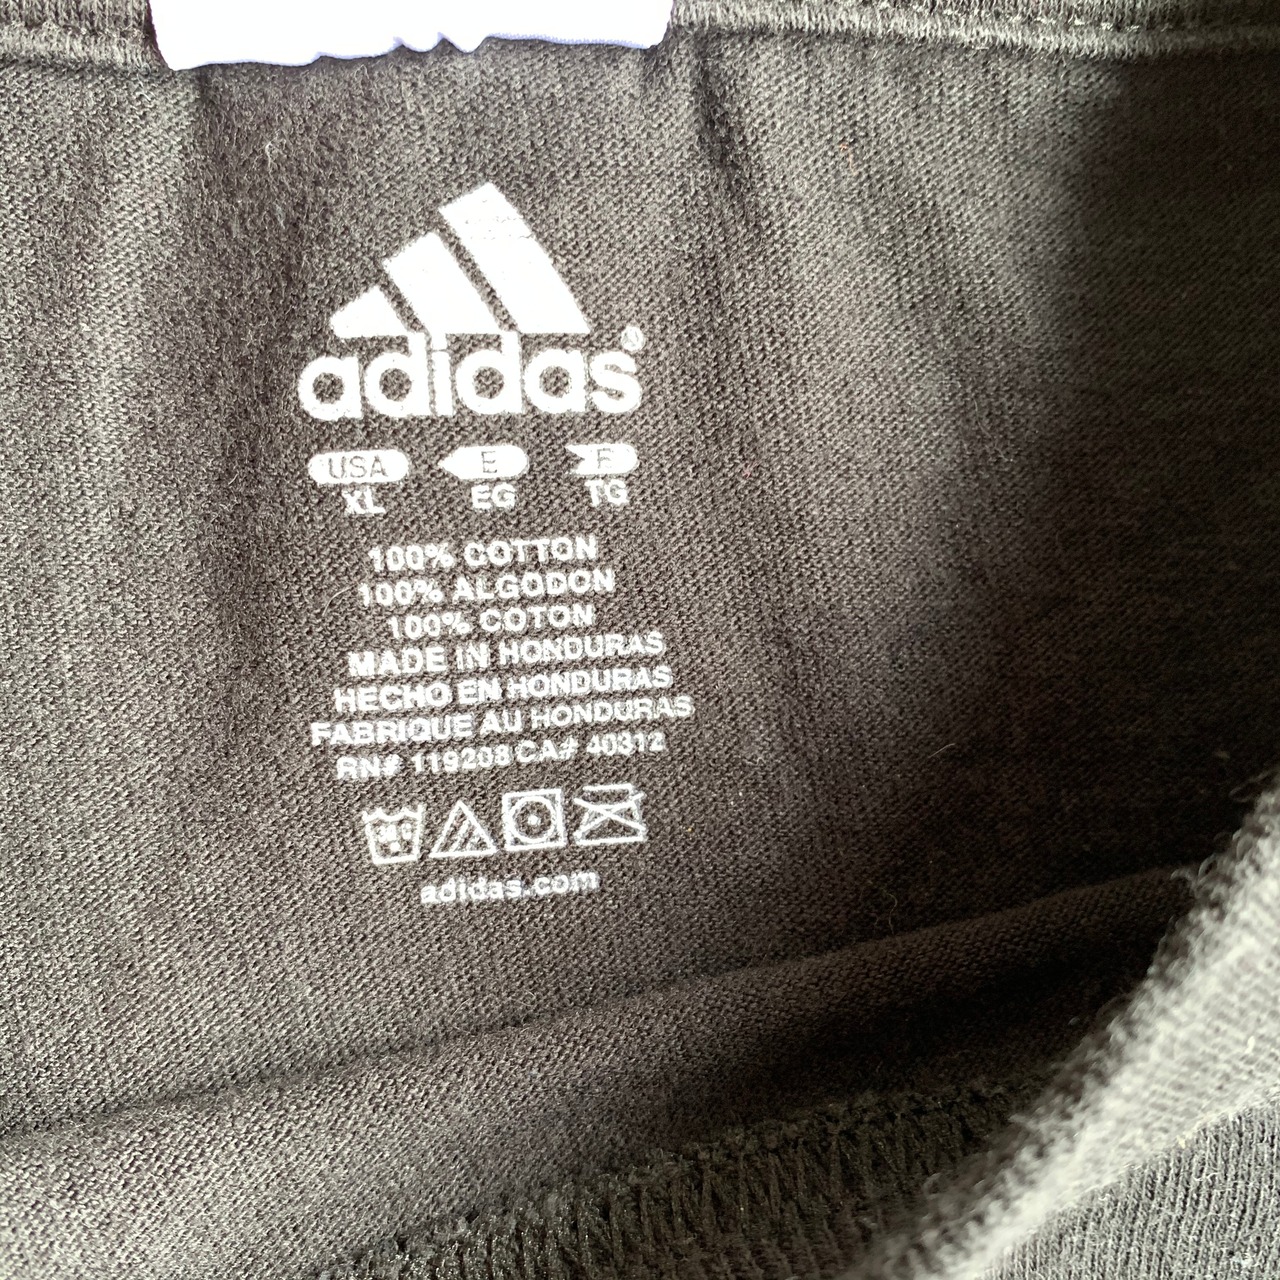 adidas®
USA E F
XL EG TG
100% COTTON
100% ALGODON
100% COTON
MADE IN HONDURAS
HECHO EN HONDURAS
FABRIQUE AU HONDURAS
RN# 119208 CA# 40312
adidas.com